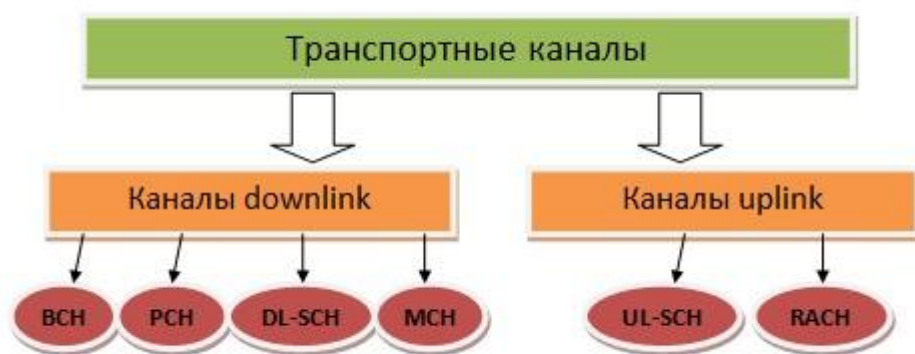 Транспортные каналы
Каналы downlink
Каналы uplink
BCH
PCH
DL-SCH
MCH
UL-SCH
RACH